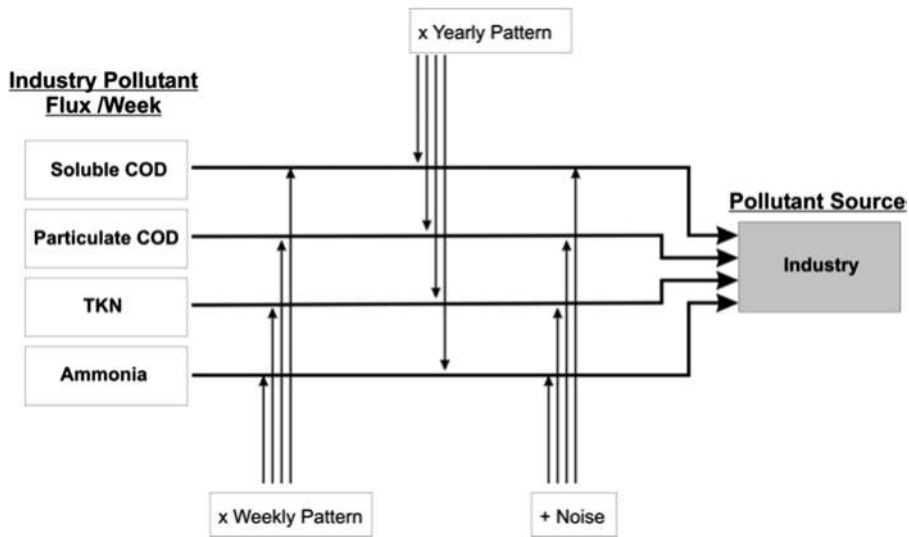 x Yearly Pattern
Industry Pollutant
Flux /Week
Soluble COD
Pollutant Source
Particulate COD
Industry
TKN
Ammonia
x Weekly Pattern
+ Noise